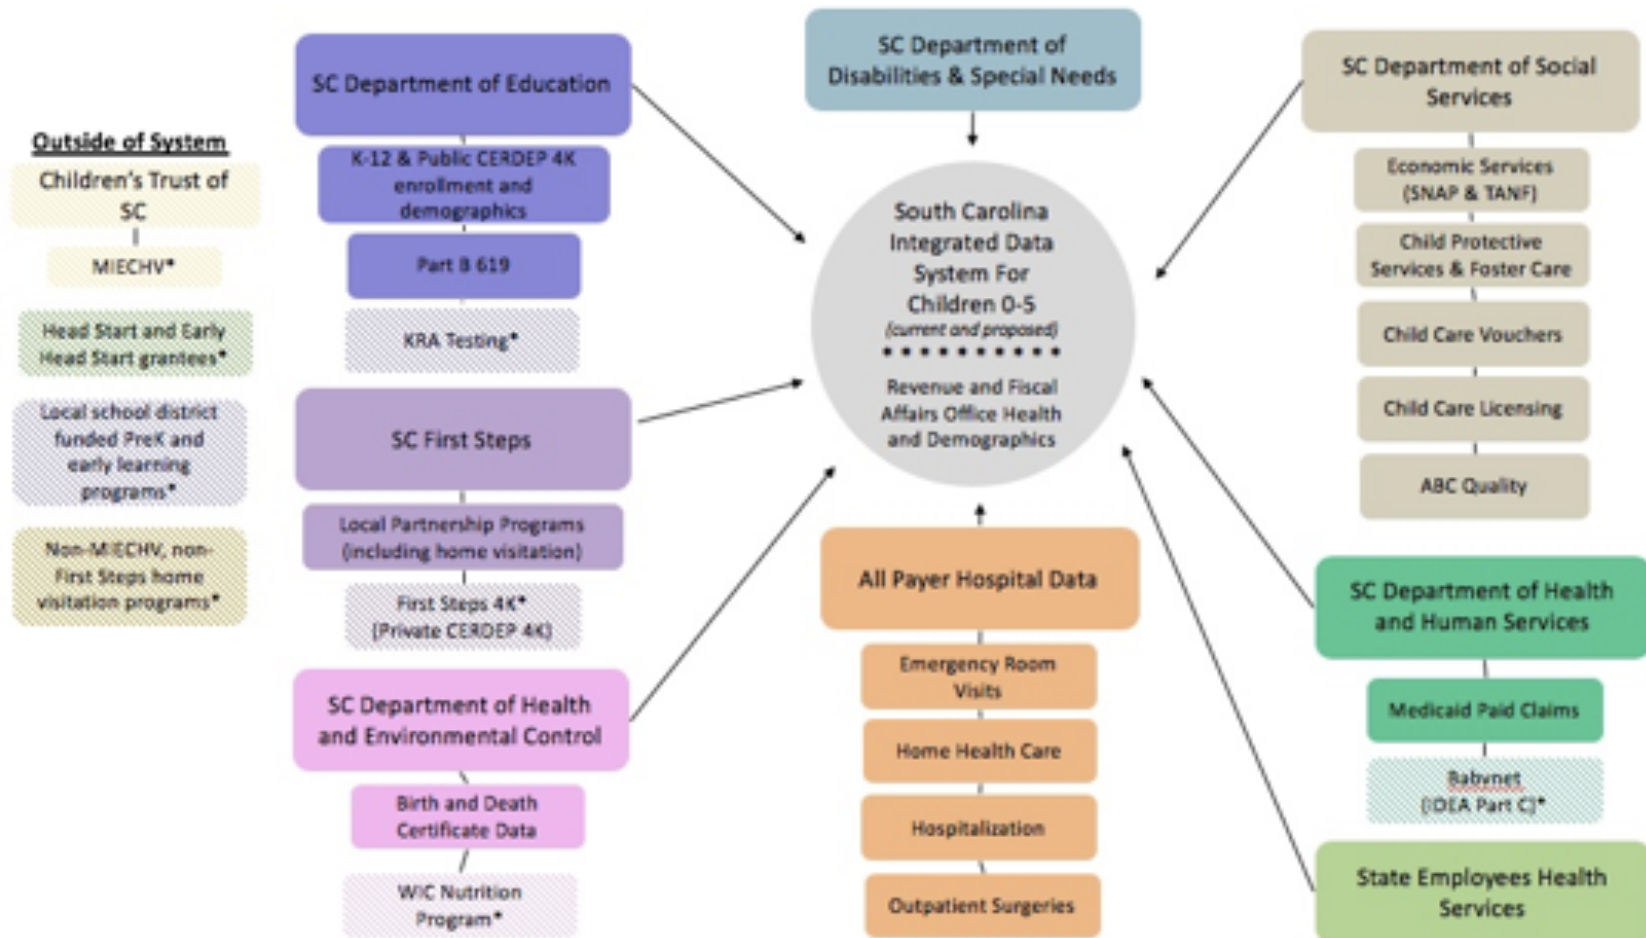 Outside of System
Children's Trust of
SC
MIECHV*
Head Start and Early
Head Start grantees*
Local school district
funded PreK and
early learning
programs*
Non-MIECHV, non-
First Steps home
visitation programs*
SC Department of Education
K-12 & Public CERDEP 4K
enrollment and
demographics
Part B 619
KRA Testing*
SC First Steps
Local Partnership Programs
(including home visitation)
First Steps 4K*
(Private CERDEP 4K)
SC Department of Health
and Environmental Control
Birth and Death
Certificate Data
WIC Nutrition
Program*
SC Department of
Disabilities & Special Needs
South Carolina
Integrated Data
System For
Children 0-5
(current and proposed)
Revenue and Fiscal
Affairs Office Health
and Demographics
All Payer Hospital Data
Emergency Room
Visits
Home Health Care
Hospitalization
Outpatient Surgeries
SC Department of Social
Services
Economic Services
(SNAP & TANF)
Child Protective
Services & Foster Care
Child Care Vouchers
Child Care Licensing
ABC Quality
SC Department of Health
and Human Services
Medicaid Paid Claims
Babynet
(IDEA Part C)*
State Employees Health
Services